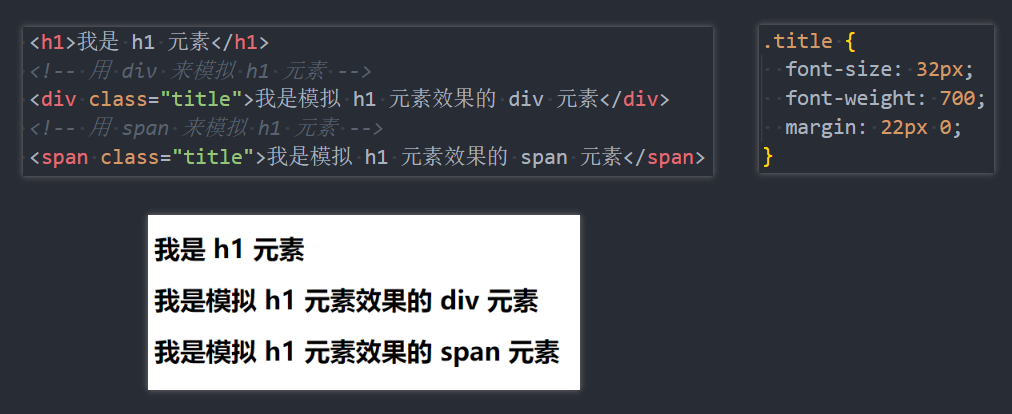 <h1>我是 h1 元素</h1>
<!-- 用 div 来模拟 h1 元素 -->
<div class="title">我是模拟 h1 元素效果的 div 元素</div>
<!-- 用 span 来模拟 h1 元素 -->
<span class="title">我是模拟 h1 元素效果的 span 元素</span>
.title {
  font-size: 32px;
  font-weight: 700;
  margin: 22px 0;
}
我是 h1 元素
我是模拟 h1 元素效果的 div 元素
我是模拟 h1 元素效果的 span 元素